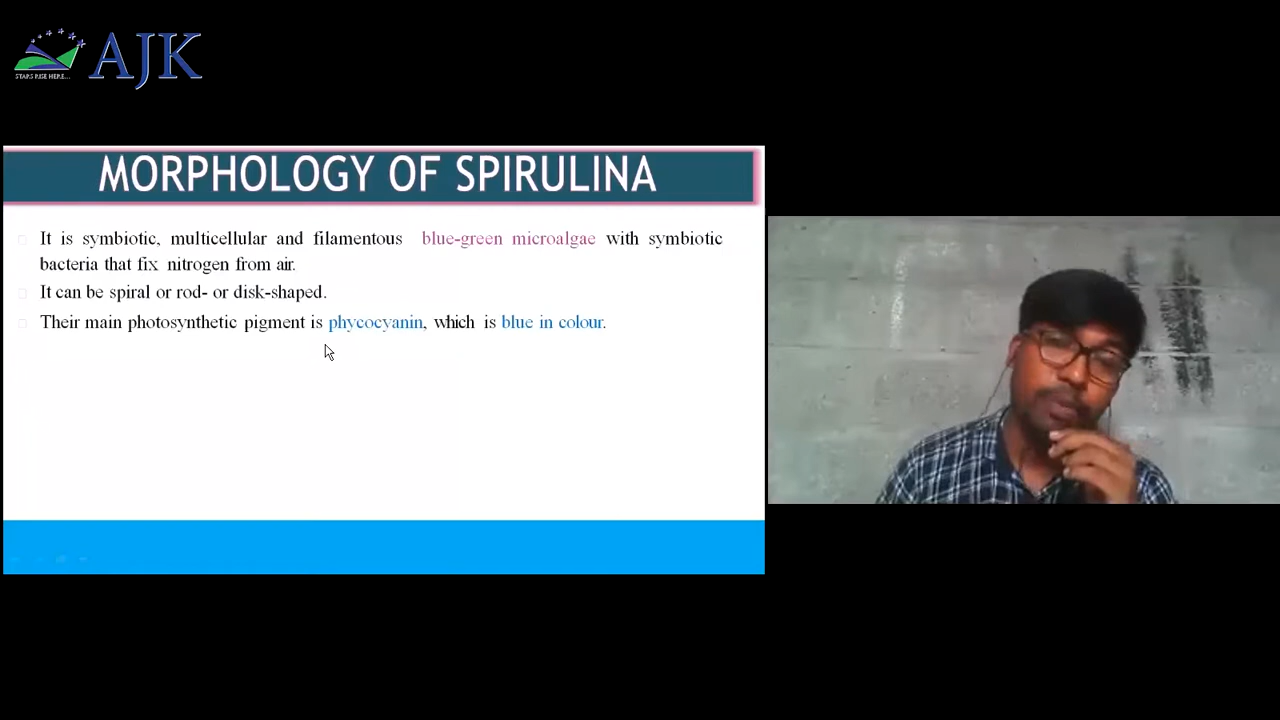 STARS RISE HERE...
AJK
MORPHOLOGY OF SPIRULINA
It is symbiotic, multicellular and filamentous blue-green microalgae with symbiotic
bacteria that fix nitrogen from air.
It can be spiral or rod- or disk-shaped.
Their main photosynthetic pigment is phycocyanin, which is blue in colour.